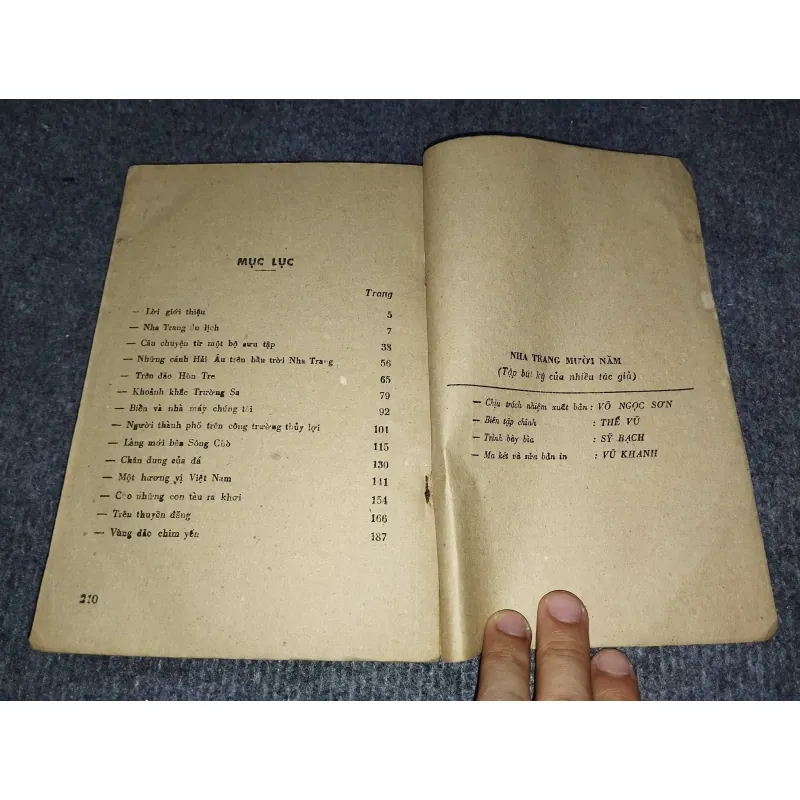 MỤC LỤC
Trang
— Lời giới thiệu 5
— Nha Trang du lịch 7
— Câu chuyện từ một bộ sưu tập 38
— Những cánh Hải Âu trên bầu trời Nha Trang 56
— Trên đảo Hòn Tre 65
— Khoảnh khắc Trường Sa 79
— Biển và nhà máy chúng tôi 92
— Người thành phố trên công trường thủy lợi 101
— Làng mới bên Sông Chò 115
— Chân dung của đá 130
— Một hương vị Việt Nam 141
— Cho những con tàu ra khơi 154
— Trên thuyền đăng 166
— Vùng đảo chim yến 187
210
NHA TRANG MƯỜI NĂM
(Tập bút ký của nhiều tác giả)
— Chịu trách nhiệm xuất bản : VÕ NGỌC SƠN
— Biên tập chính : THẾ VŨ
— Trình bày bìa : SỸ BẠCH
— Ma két và sửa bản in : VŨ KHANH